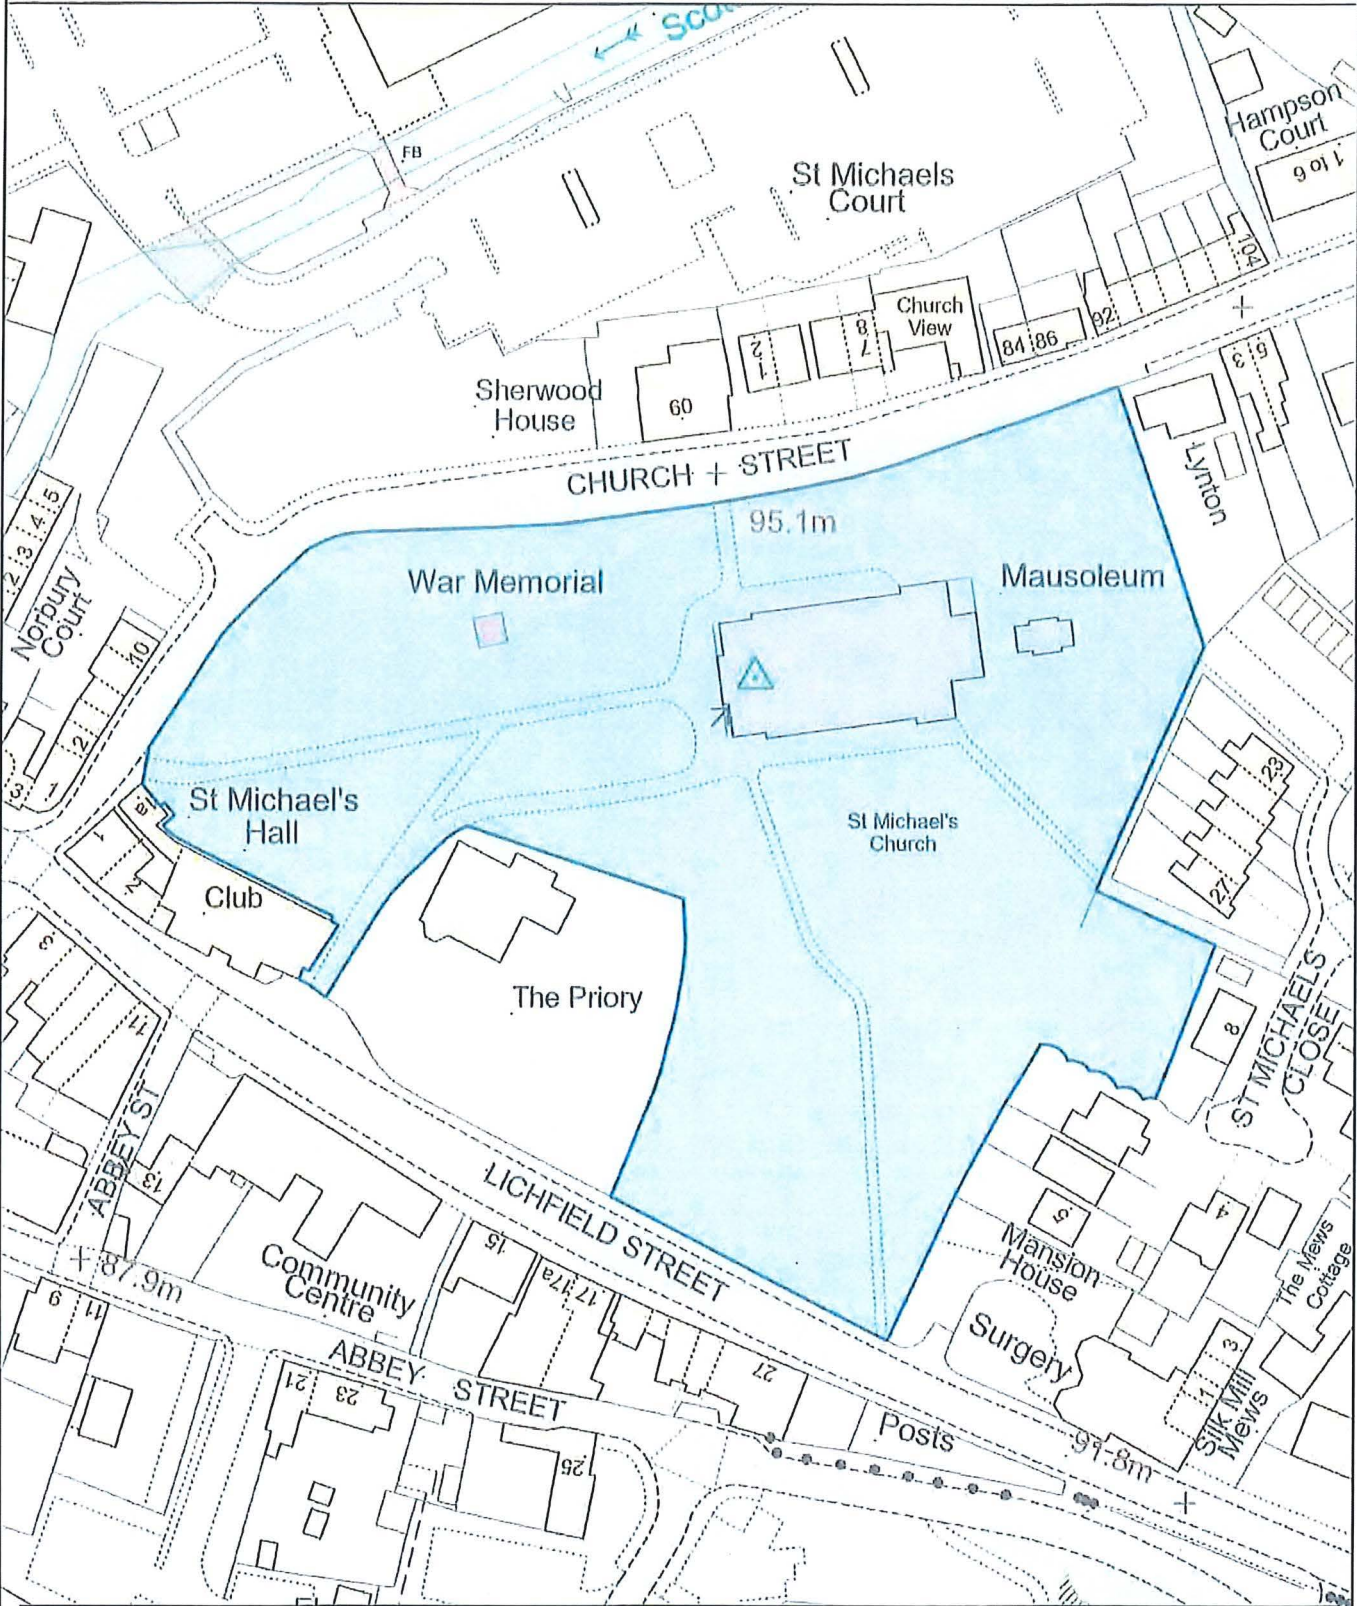 FB
St Michaels
Court
Hampson
Court
1 to 6
104
Church
View
92
84
86
2
1
8
7
Sherwood
House
60
3
5
Lynton
CHURCH STREET
95.1m
War Memorial
Mausoleum
5
4
3
2
Norbury
Court
10
2
1
3
St Michael's
Hall
1a
1
2
Club
St Michael's
Church
23
27
The Priory
3
11
8
ST MICHAELS
CLOSE
ABBEY ST
13
LICHFIELD STREET
4
5
Mansion
House
The Mews
Cottage
15
17
17a
Community
Centre
87.9m
9
11
Surgery
3
1
Silk Mill
Mews
ABBEY STREET
27
21
23
25
Posts
91.8m